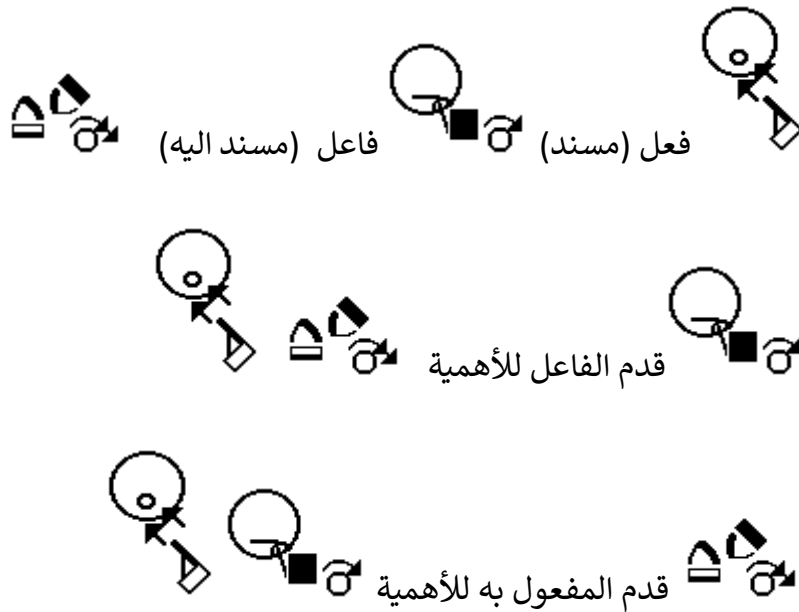 فعل (مسند) فاعل (مسند اليه)
قدم الفاعل للأهمية
قدم المفعول به للأهمية